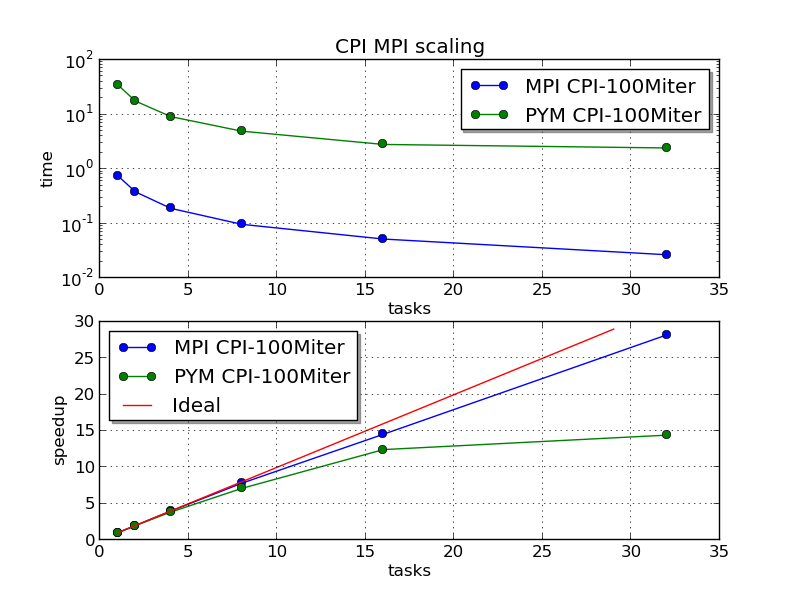 CPI MPI scaling
10^2
10^1
10^0
10^-1
10^-2
time
MPI CPI-100Miter
PYM CPI-100Miter
0 5 10 15 20 25 30 35
tasks
30
25
20
15
10
5
0
speedup
MPI CPI-100Miter
PYM CPI-100Miter
Ideal
0 5 10 15 20 25 30 35
tasks